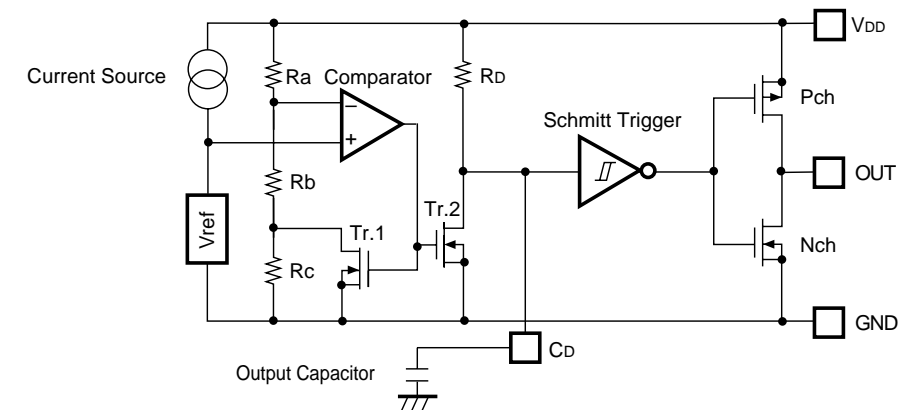 VDD
Current Source
Ra
Comparator
RD
Pch
Schmitt Trigger
−
+
OUT
Rb
Vref
Tr.1
Tr.2
Nch
Rc
GND
CD
Output Capacitor